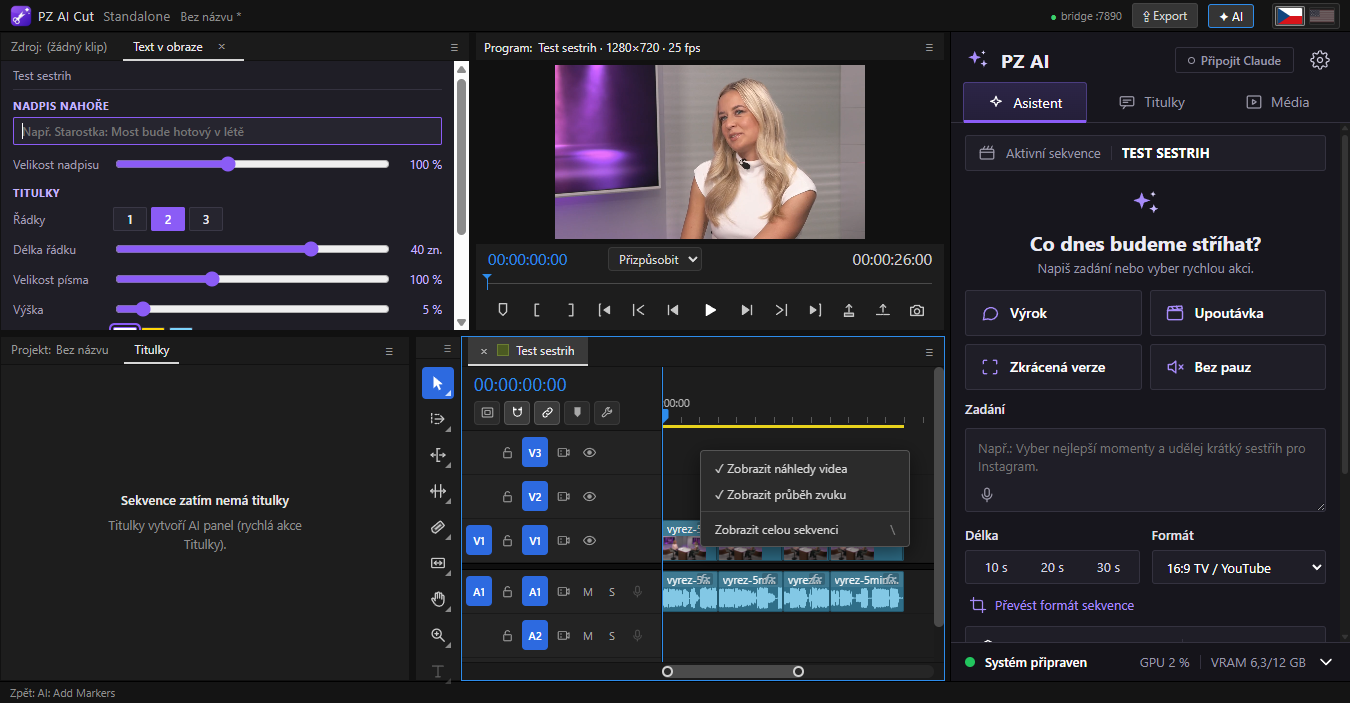 PZ AI Cut Standalone Bez názvu *
bridge :7890
Export
AI
Zdroj: (žádný klip)
Text v obraze ×
Test sestrih
NADPIS NAHOŘE
Např. Starostka: Most bude hotový v létě
Velikost nadpisu 100 %
TITULKY
Řádky 1 2 3
Délka řádku 40 zn.
Velikost písma 100 %
Výška 5 %
Program: Test sestrih · 1280×720 · 25 fps
00:00:00:00 Přizpůsobit 00:00:26:00
Projekt: Bez názvu
Titulky
Sekvence zatím nemá titulky
Titulky vytvoří AI panel (rychlá akce
Titulky).
× Test sestrih
00:00:00:00
:00:00
V3
V2
V1 V1
A1 A1 M S
A2 M S
vyrez-5
vyrez-5 fx
vyrez-5m fx
vyrez fx
vyrez-5min fx
✓ Zobrazit náhledy videa
✓ Zobrazit průběh zvuku
Zobrazit celou sekvenci \
PZ AI
Připojit Claude
Asistent
Titulky
Média
Aktivní sekvence TEST SESTRIH
Co dnes budeme stříhat?
Napiš zadání nebo vyber rychlou akci.
Výrok
Upoutávka
Zkrácená verze
Bez pauz
Zadání
Např.: Vyber nejlepší momenty a udělej krátký sestřih pro
Instagram.
Délka
Formát
10 s 20 s 30 s
16:9 TV / YouTube
Převést formát sekvence
Systém připraven GPU 2 % VRAM 6,3/12 GB
Zpět: AI: Add Markers